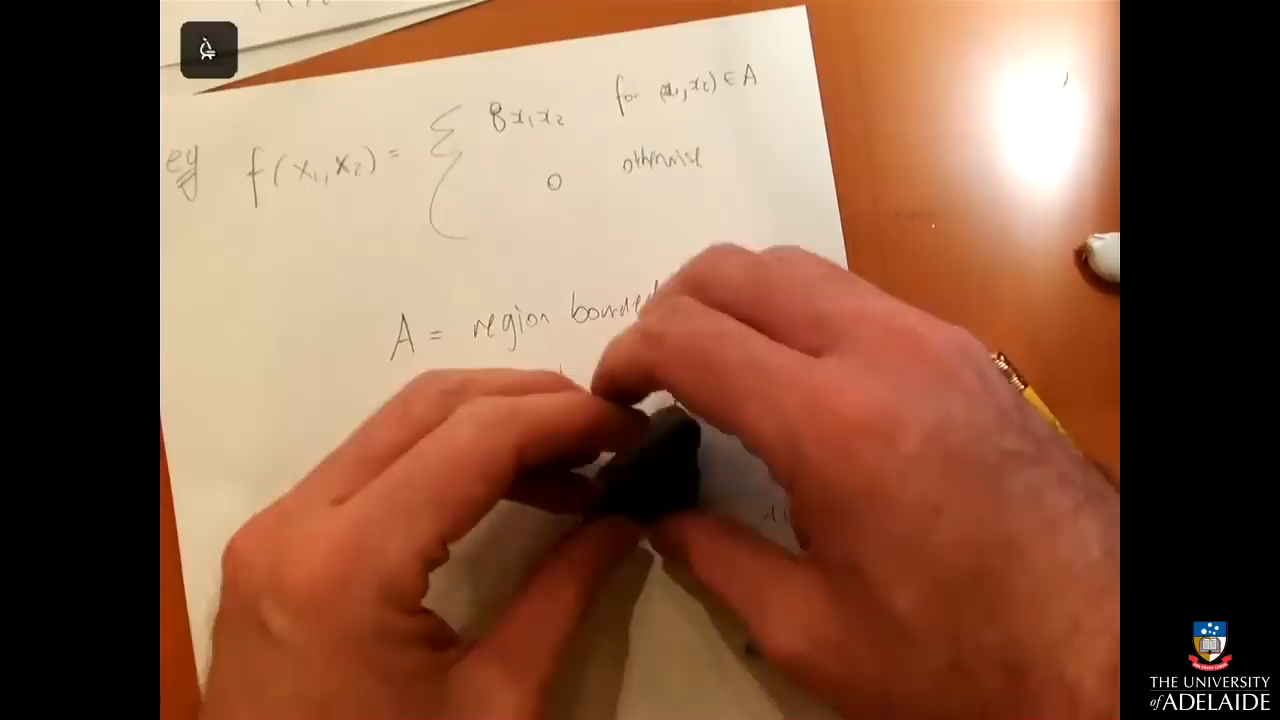 eg f(x₁,x₂) = { 8x₁x₂ for (x₁,x₂) ∈ A
0 otherwise
A = region bounded
THE UNIVERSITY
of ADELAIDE